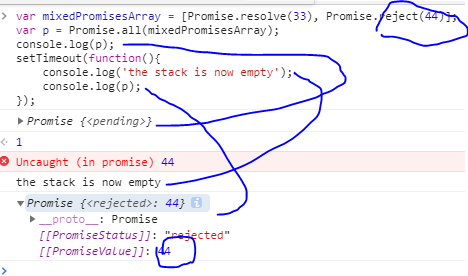 > var mixedPromisesArray = [Promise.resolve(33), Promise.reject(44)];
var p = Promise.all(mixedPromisesArray);
console.log(p);
setTimeout(function(){
    console.log('the stack is now empty');
    console.log(p);
});
▶ Promise {<pending>}
< 1
Uncaught (in promise) 44
the stack is now empty
▼ Promise {<rejected>: 44} i
▶ __proto__: Promise
[[PromiseStatus]]: "rejected"
[[PromiseValue]]: 44
>